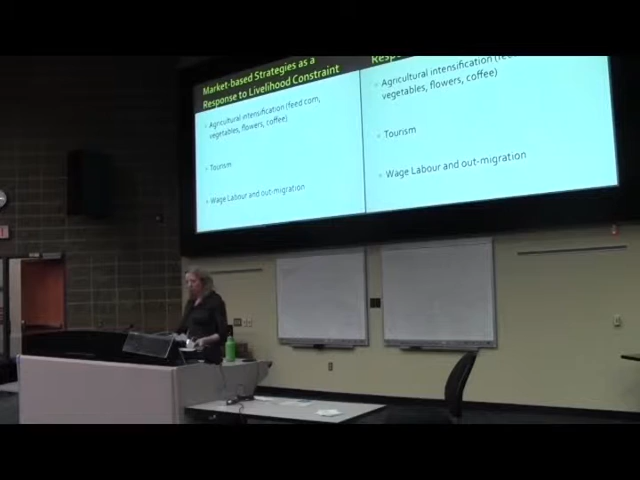 Market-based Strategies as a
Response to Livelihood Constraint
Agricultural intensification (feed corn,
vegetables, flowers, coffee)
Tourism
Wage Labour and out-migration
Agricultural intensification
vegetables, flowers, coffee)
Tourism
Wage Labour and out-migration